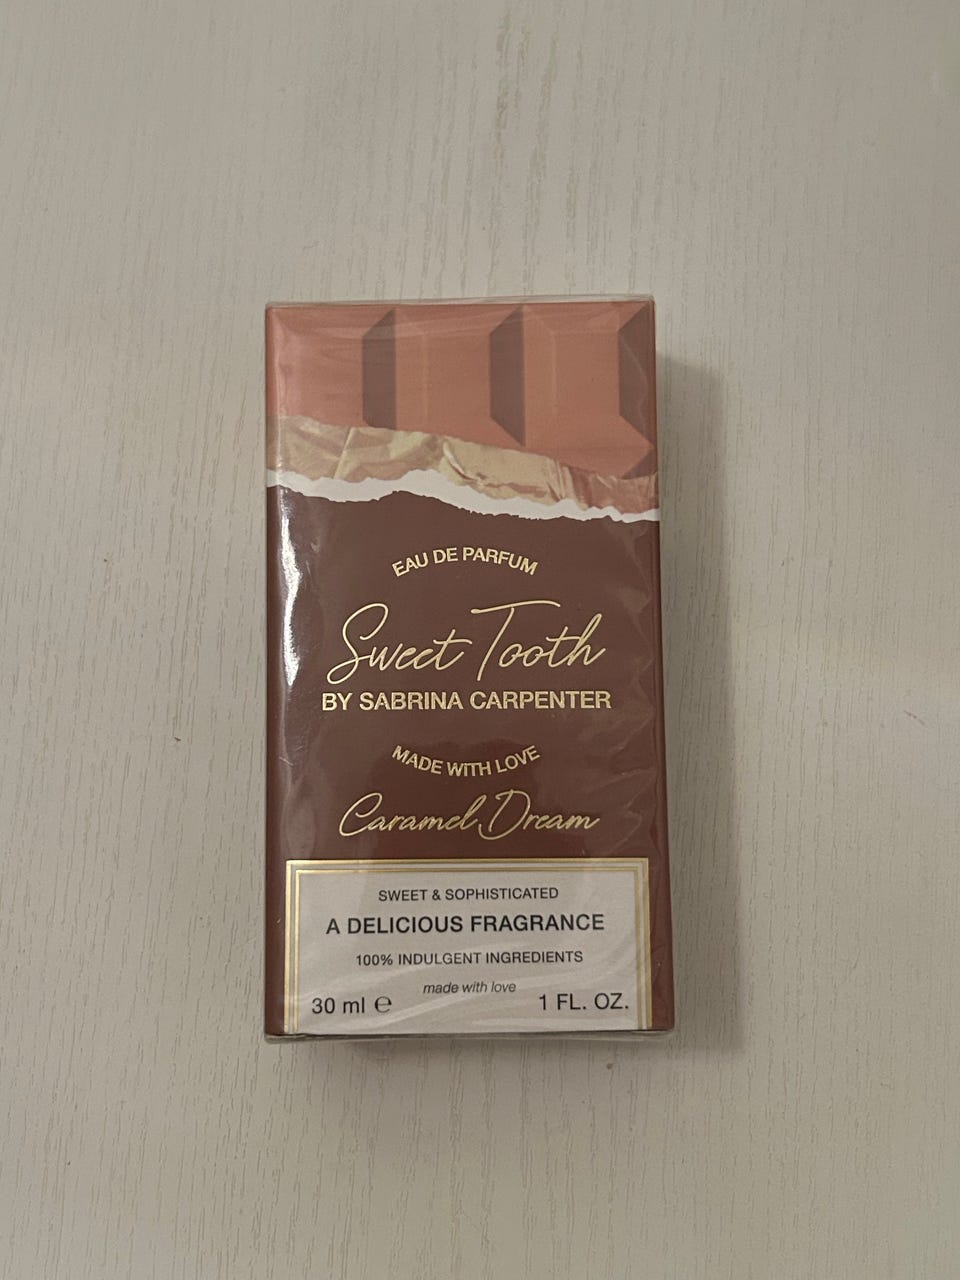 EAU DE PARFUM
Sweet Tooth
BY SABRINA CARPENTER
MADE WITH LOVE
Caramel Dream
SWEET & SOPHISTICATED
A DELICIOUS FRAGRANCE
100% INDULGENT INGREDIENTS
made with love
30 ml ℮ 1 FL. OZ.